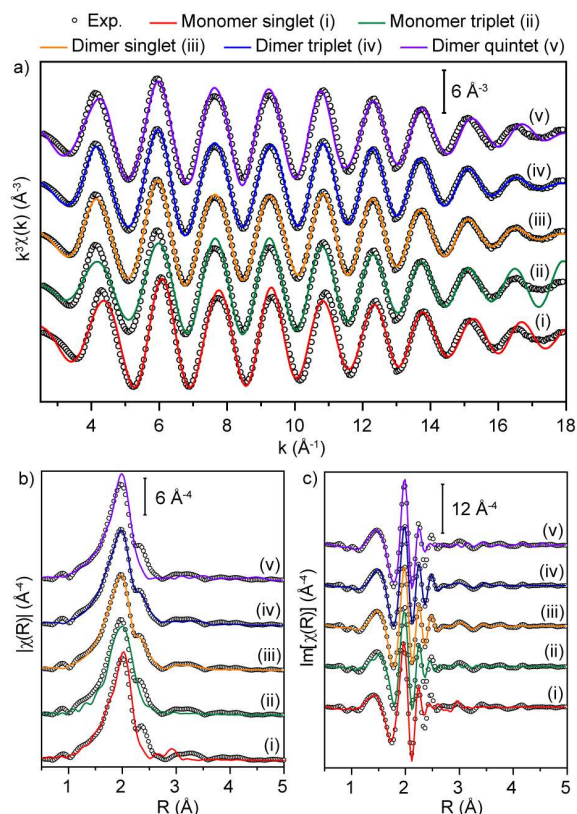 Exp. Monomer singlet (i) Monomer triplet (ii)
Dimer singlet (iii) Dimer triplet (iv) Dimer quintet (v)
a)
6 Å⁻³
k³χ(k) (Å⁻³)
(v)
(iv)
(iii)
(ii)
(i)
4 6 8 10 12 14 16 18
k (Å⁻¹)
b)
6 Å⁻⁴
|χ(R)| (Å⁻⁴)
(v)
(iv)
(iii)
(ii)
(i)
1 2 3 4 5
R (Å)
c)
12 Å⁻⁴
Im[χ(R)] (Å⁻⁴)
(v)
(iv)
(iii)
(ii)
(i)
1 2 3 4 5
R (Å)